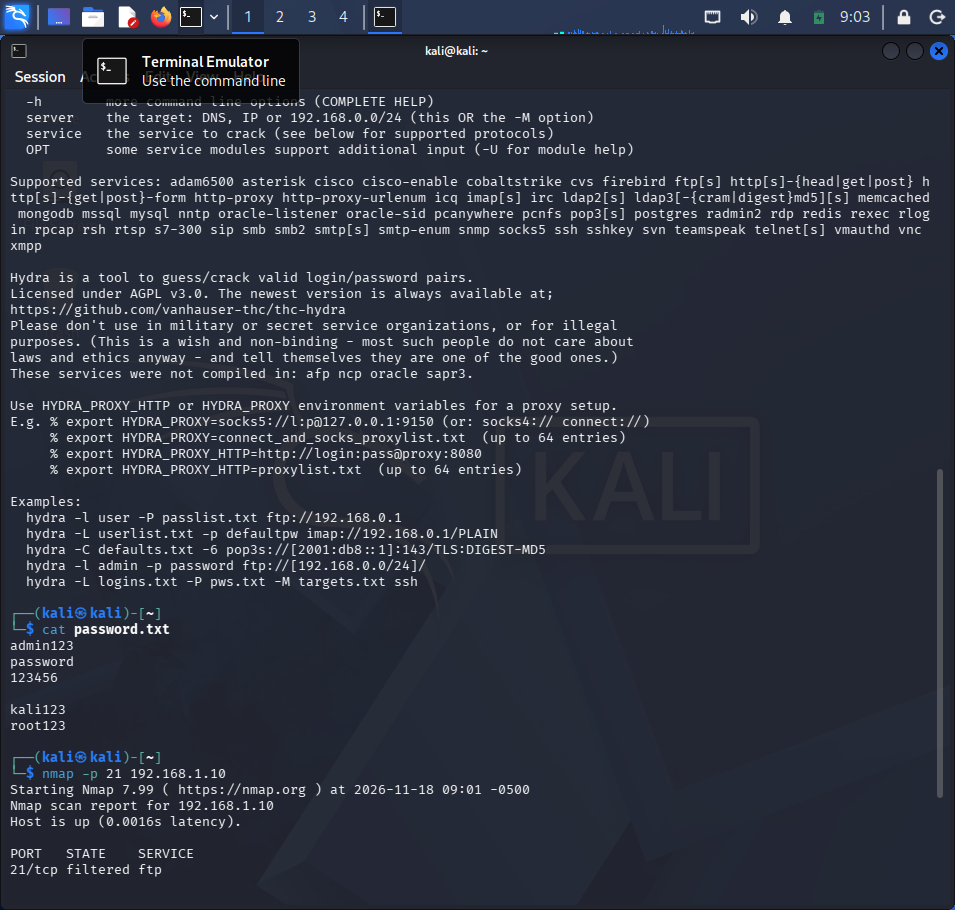 1 2 3 4 9:03
kali@kali: ~
Session Actions Edit View Help
Terminal Emulator
Use the command line
-h more command line options (COMPLETE HELP)
server the target: DNS, IP or 192.168.0.0/24 (this OR the -M option)
service the service to crack (see below for supported protocols)
OPT some service modules support additional input (-U for module help)
Supported services: adam6500 asterisk cisco cisco-enable cobaltstrike cvs firebird ftp[s] http[s]-{head|get|post} h
ttp[s]-{get|post}-form http-proxy http-proxy-urlenum icq imap[s] irc ldap2[s] ldap3[-{cram|digest}md5][s] memcached
mongodb mssql mysql nntp oracle-listener oracle-sid pcanywhere pcnfs pop3[s] postgres radmin2 rdp redis rexec rlog
in rpcap rsh rtsp s7-300 sip smb smb2 smtp[s] smtp-enum snmp socks5 ssh sshkey svn teamspeak telnet[s] vmauthd vnc
xmpp
Hydra is a tool to guess/crack valid login/password pairs.
Licensed under AGPL v3.0. The newest version is always available at;
https://github.com/vanhauser-thc/thc-hydra
Please don't use in military or secret service organizations, or for illegal
purposes. (This is a wish and non-binding - most such people do not care about
laws and ethics anyway - and tell themselves they are one of the good ones.)
These services were not compiled in: afp ncp oracle sapr3.
Use HYDRA_PROXY_HTTP or HYDRA_PROXY environment variables for a proxy setup.
E.g. % export HYDRA_PROXY=socks5://l:p@127.0.0.1:9150 (or: socks4:// connect://)
% export HYDRA_PROXY=connect_and_socks_proxylist.txt (up to 64 entries)
% export HYDRA_PROXY_HTTP=http://login:pass@proxy:8080
% export HYDRA_PROXY_HTTP=proxylist.txt (up to 64 entries)
KALI
Examples:
hydra -l user -P passlist.txt ftp://192.168.0.1
hydra -L userlist.txt -p defaultpw imap://192.168.0.1/PLAIN
hydra -C defaults.txt -6 pop3s://[2001:db8::1]:143/TLS:DIGEST-MD5
hydra -l admin -p password ftp://[192.168.0.0/24]/
hydra -L logins.txt -P pws.txt -M targets.txt ssh
┌──(kali㉿kali)-[~]
└─$ cat password.txt
admin123
password
123456
kali123
root123
┌──(kali㉿kali)-[~]
└─$ nmap -p 21 192.168.1.10
Starting Nmap 7.99 ( https://nmap.org ) at 2026-11-18 09:01 -0500
Nmap scan report for 192.168.1.10
Host is up (0.0016s latency).
PORT STATE SERVICE
21/tcp filtered ftp